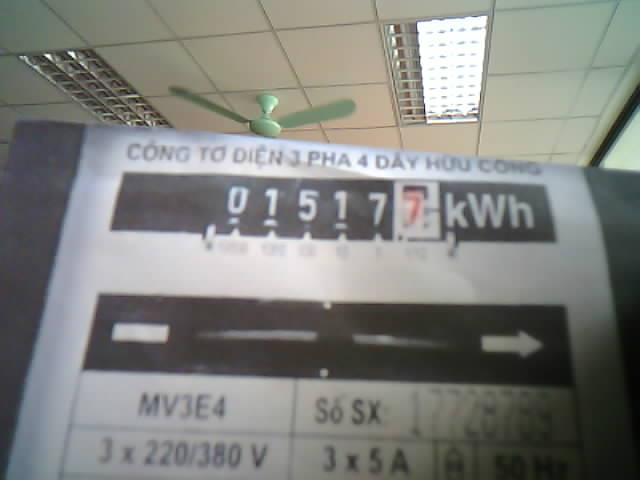 CÔNG TƠ ĐIỆN 3 PHA 4 DÂY HỮU CÔNG
015177 kWh
MV3E4 Số SX: 17728789
3 x 220/380 V 3 x 5 A 50 Hz